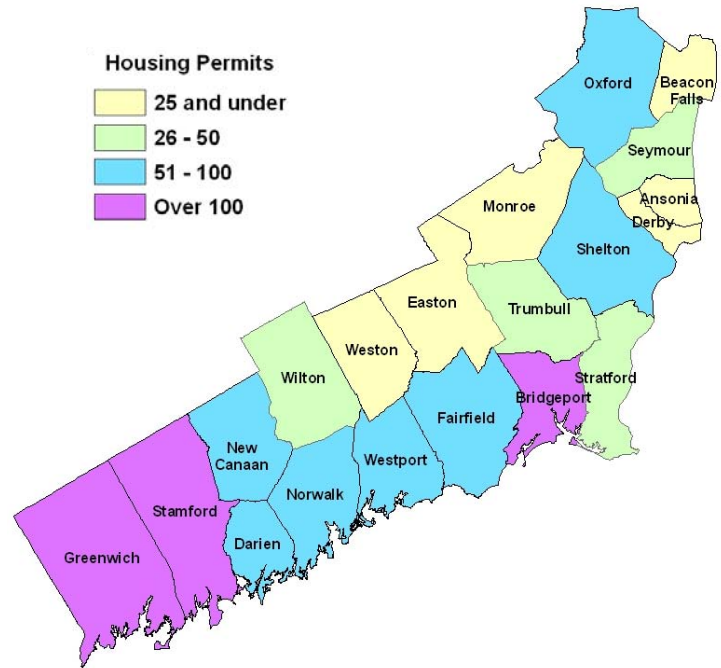 Housing Permits
25 and under
26 - 50
51 - 100
Over 100
Oxford
Beacon
Falls
Seymour
Ansonia
Derby
Monroe
Shelton
Easton
Trumbull
Weston
Wilton
Stratford
Bridgeport
Fairfield
New
Canaan
Westport
Norwalk
Stamford
Darien
Greenwich